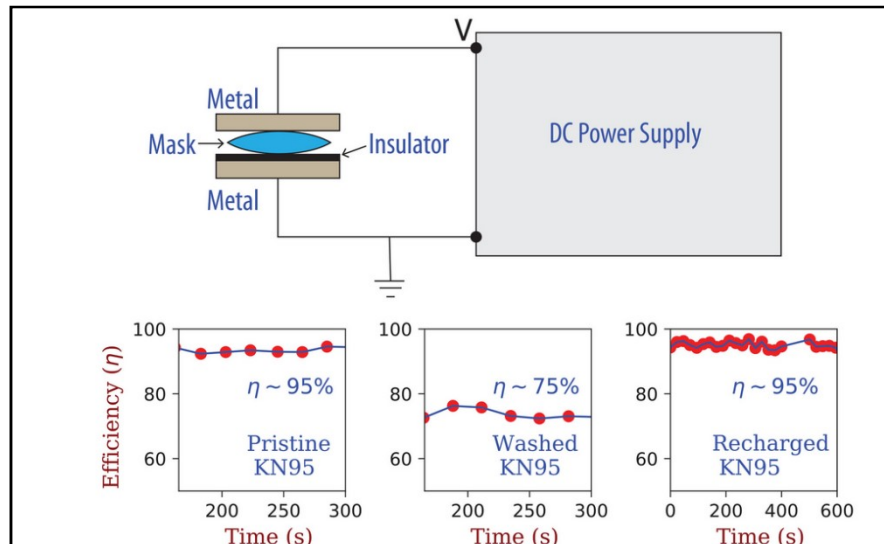 V
Metal
DC Power Supply
Mask
Insulator
Metal
Efficiency (η)
100
80
60
η ~ 95%
Pristine
KN95
200
250
300
Time (s)
100
80
60
η ~ 75%
Washed
KN95
200
250
300
Time (s)
100
80
60
η ~ 95%
Recharged
KN95
0
200
400
600
Time (s)